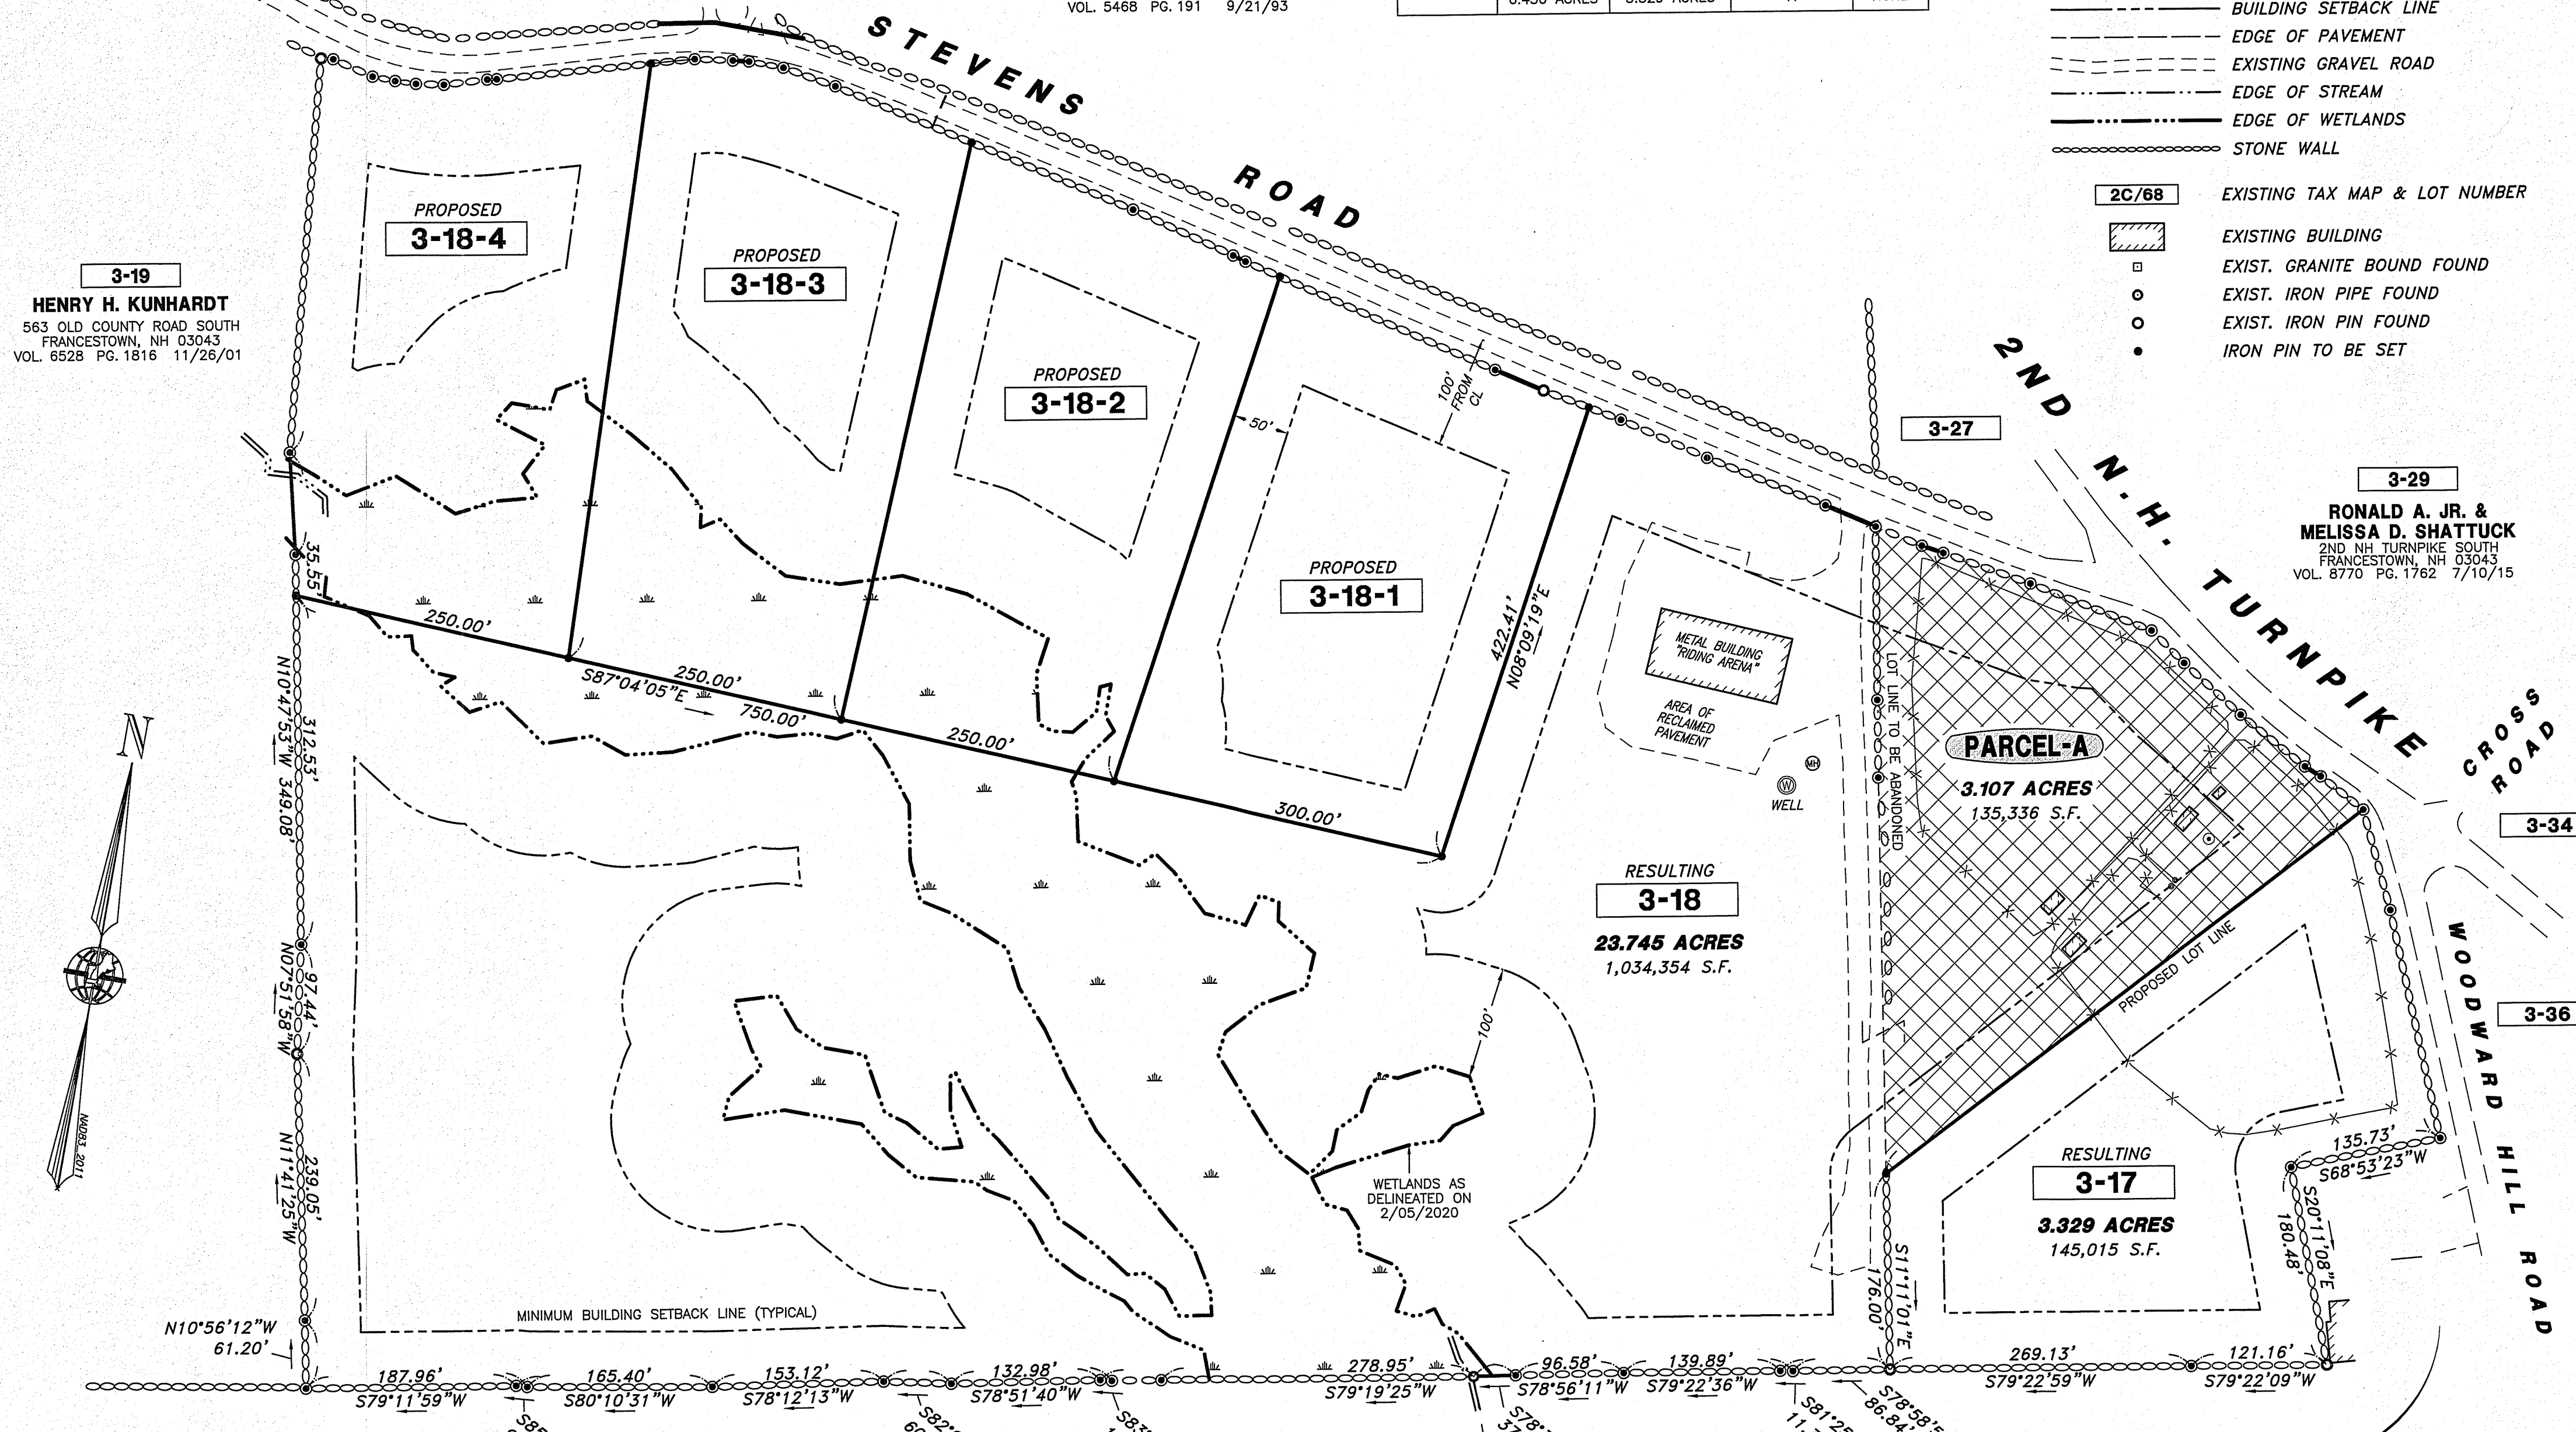 VOL. 5468 PG. 191 9/21/93
BUILDING SETBACK LINE
EDGE OF PAVEMENT
EXISTING GRAVEL ROAD
EDGE OF STREAM
EDGE OF WETLANDS
STONE WALL
2C/68 EXISTING TAX MAP & LOT NUMBER
EXISTING BUILDING
EXIST. GRANITE BOUND FOUND
EXIST. IRON PIPE FOUND
EXIST. IRON PIN FOUND
IRON PIN TO BE SET
STEVENS
ROAD
2ND N.H. TURNPIKE
CROSS
ROAD
WOODWARD HILL ROAD
3-19
HENRY H. KUNHARDT
563 OLD COUNTY ROAD SOUTH
FRANCESTOWN, NH 03043
VOL. 6528 PG. 1816 11/26/01
PROPOSED
3-18-4
PROPOSED
3-18-3
PROPOSED
3-18-2
PROPOSED
3-18-1
50'
100'
FROM
CL
3-27
3-29
RONALD A. JR. &
MELISSA D. SHATTUCK
2ND NH TURNPIKE SOUTH
FRANCESTOWN, NH 03043
VOL. 8770 PG. 1762 7/10/15
3-34
3-36
35.55'
250.00'
250.00'
S87°04'05"E
750.00'
250.00'
300.00'
422.41'
N08°09'19"E
METAL BUILDING
"RIDING ARENA"
AREA OF
RECLAIMED
PAVEMENT
MH
W
WELL
LOT LINE TO BE ABANDONED
PARCEL-A
3.107 ACRES
135,336 S.F.
PROPOSED LOT LINE
RESULTING
3-18
23.745 ACRES
1,034,354 S.F.
100'
WETLANDS AS
DELINEATED ON
2/05/2020
RESULTING
3-17
3.329 ACRES
145,015 S.F.
135.73'
S68°53'23"W
S20°11'08"E
180.48'
S11°11'01"E
176.00'
N
NAD83 2011
312.53'
N10°47'53"W 349.08'
97.44'
N07°51'58"W
239.05'
N11°41'25"W
N10°56'12"W
61.20'
MINIMUM BUILDING SETBACK LINE (TYPICAL)
187.96'
S79°11'59"W
165.40'
S80°10'31"W
153.12'
S78°12'13"W
132.98'
S78°51'40"W
278.95'
S79°19'25"W
96.58'
S78°56'11"W
139.89'
S79°22'36"W
269.13'
S79°22'59"W
121.16'
S79°22'09"W
86.84'